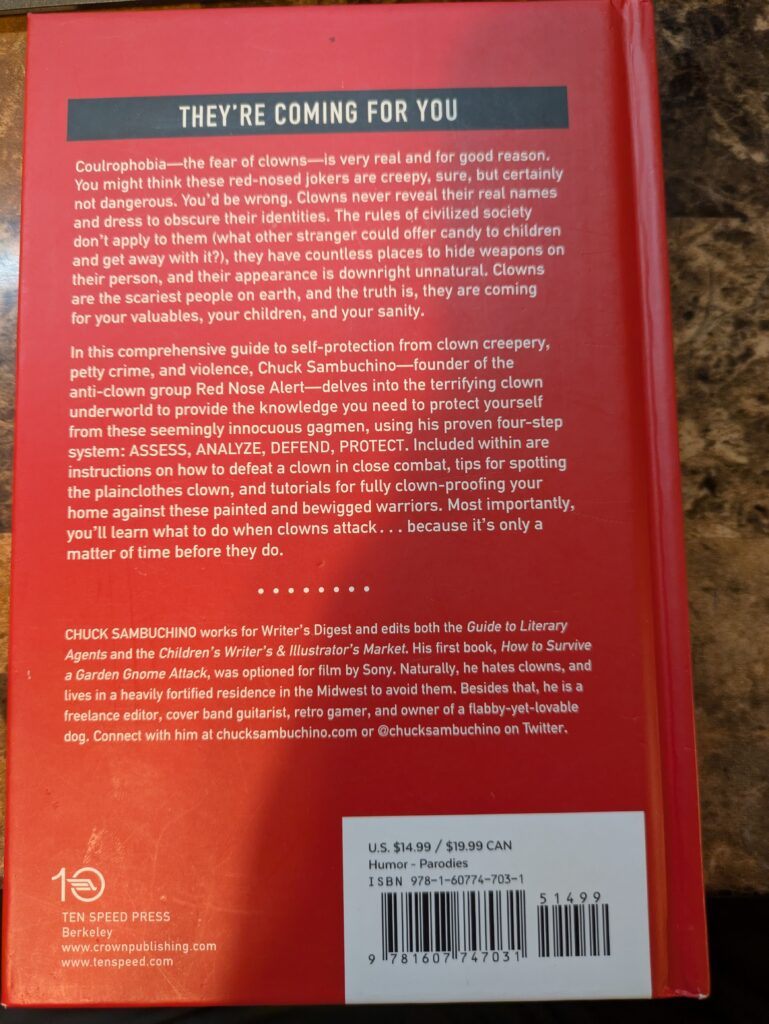 THEY'RE COMING FOR YOU
Coulrophobia—the fear of clowns—is very real and for good reason.
You might think these red-nosed jokers are creepy, sure, but certainly
not dangerous. You'd be wrong. Clowns never reveal their real names
and dress to obscure their identities. The rules of civilized society
don't apply to them (what other stranger could offer candy to children
and get away with it?), they have countless places to hide weapons on
their person, and their appearance is downright unnatural. Clowns
are the scariest people on earth, and the truth is, they are coming
for your valuables, your children, and your sanity.
In this comprehensive guide to self-protection from clown creepery,
petty crime, and violence, Chuck Sambuchino—founder of the
anti-clown group Red Nose Alert—delves into the terrifying clown
underworld to provide the knowledge you need to protect yourself
from these seemingly innocuous gagmen, using his proven four-step
system: ASSESS, ANALYZE, DEFEND, PROTECT. Included within are
instructions on how to defeat a clown in close combat, tips for spotting
the plainclothes clown, and tutorials for fully clown-proofing your
home against these painted and bewigged warriors. Most importantly,
you'll learn what to do when clowns attack . . . because it's only a
matter of time before they do.
CHUCK SAMBUCHINO works for Writer's Digest and edits both the Guide to Literary
Agents and the Children's Writer's & Illustrator's Market. His first book, How to Survive
a Garden Gnome Attack, was optioned for film by Sony. Naturally, he hates clowns, and
lives in a heavily fortified residence in the Midwest to avoid them. Besides that, he is a
freelance editor, cover band guitarist, retro gamer, and owner of a flabby-yet-lovable
dog. Connect with him at chucksambuchino.com or @chucksambuchino on Twitter.
10
TEN SPEED PRESS
Berkeley
www.crownpublishing.com
www.tenspeed.com
U.S. $14.99 / $19.99 CAN
Humor - Parodies
ISBN 978-1-60774-703-1
51499
9 781607 747031